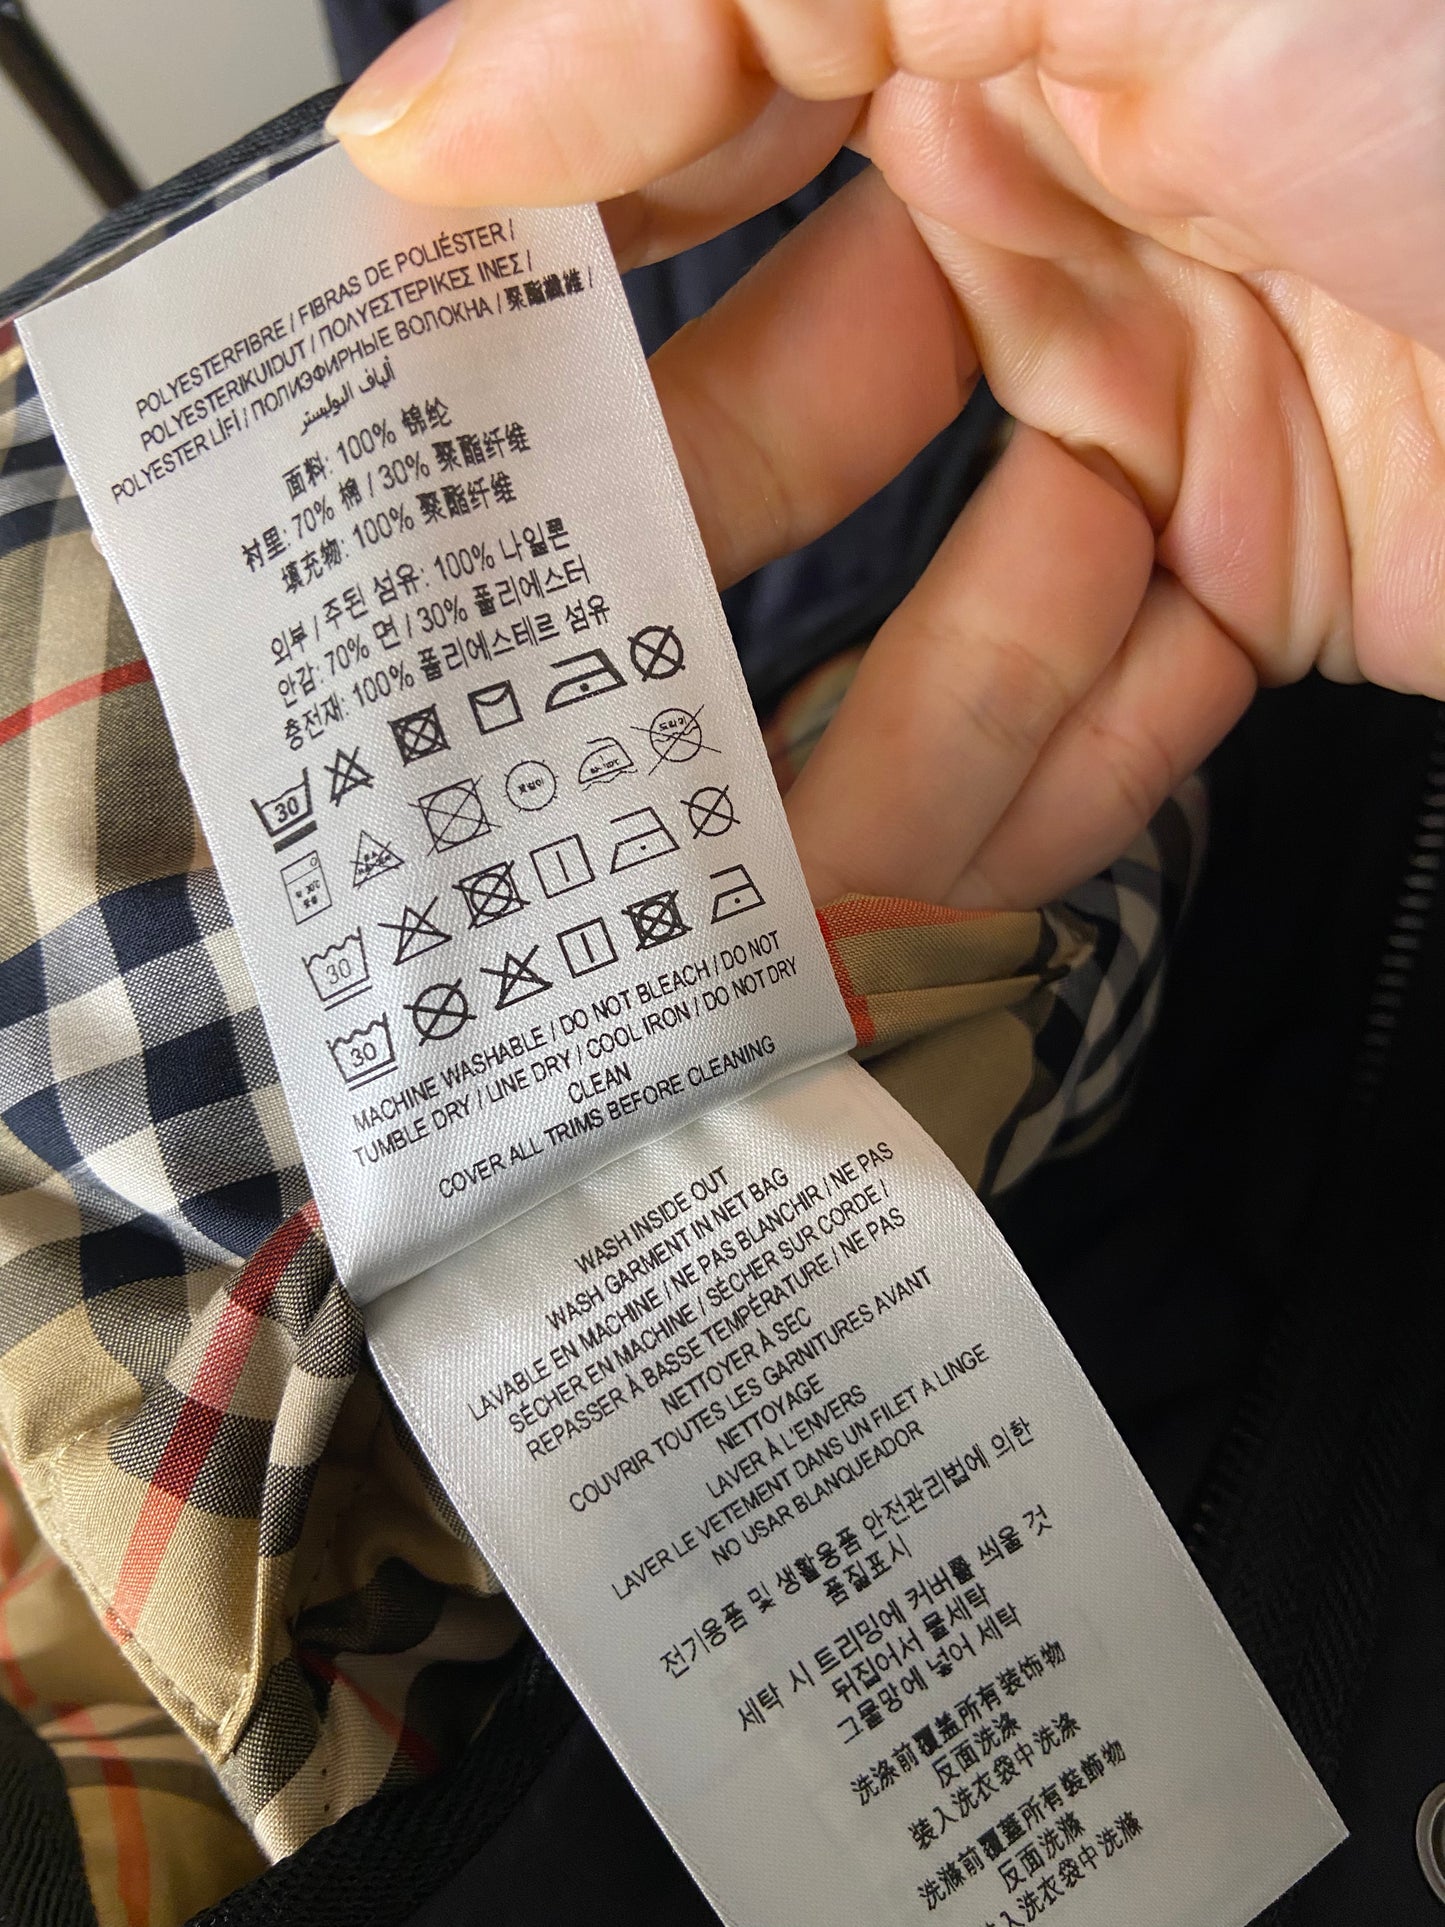 POLYESTERFIBRE / FIBRAS DE POLIÉSTER /
POLYESTERIKUIDUT / ΠΟΛΥΕΣΤΕΡΙΚΕΣ ΙΝΕΣ /
POLYESTER LİFİ / ПОЛИЭФИРНЫЕ ВОЛОКНА / 聚酯纖維 /
ألياف البوليستر
面料: 100% 锦纶
衬里: 70% 棉 / 30% 聚酯纤维
填充物: 100% 聚酯纤维
외부 / 주된 섬유: 100% 나일론
안감: 70% 면 / 30% 폴리에스터
충전재: 100% 폴리에스테르 섬유
30
드라이
30
30
MACHINE WASHABLE / DO NOT BLEACH / DO NOT
TUMBLE DRY / LINE DRY / COOL IRON / DO NOT DRY
CLEAN
COVER ALL TRIMS BEFORE CLEANING
WASH INSIDE OUT
WASH GARMENT IN NET BAG
LAVABLE EN MACHINE / NE PAS BLANCHIR / NE PAS
SÉCHER EN MACHINE / SÉCHER SUR CORDE /
REPASSER À BASSE TEMPÉRATURE / NE PAS
NETTOYER À SEC
COUVRIR TOUTES LES GARNITURES AVANT
NETTOYAGE
LAVER À L'ENVERS
LAVER LE VETEMENT DANS UN FILET A LINGE
NO USAR BLANQUEADOR
전기용품 및 생활용품 안전관리법에 의한
품질표시
세탁 시 트리밍에 커버를 씌울 것
뒤집어서 물세탁
그물망에 넣어 세탁
洗涤前覆盖所有装饰物
反面洗涤
装入洗衣袋中洗涤
洗滌前覆蓋所有裝飾物
反面洗滌
入洗衣袋中洗滌